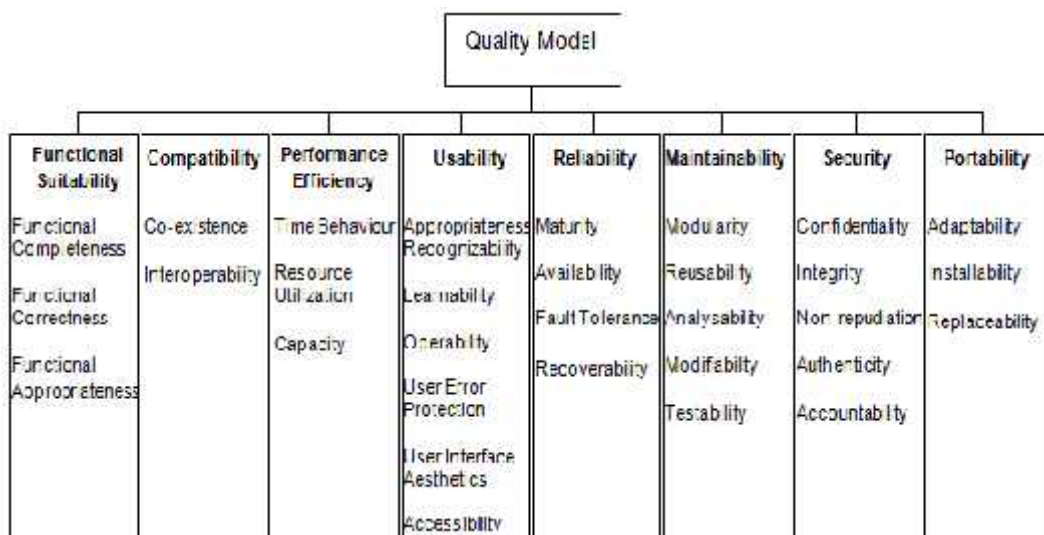 Quality Model
Functional
Suitability
Functional
Completeness
Functional
Correctness
Functional
Appropriateness
Compatibility
Co-existence
Interoperability
Performance
Efficiency
Time Behaviour
Resource
Utilization
Capacity
Usability
Appropriateness
Recognizability
Learnability
Operability
User Error
Protection
User Interface
Aesthetics
Accessibility
Reliability
Maturity
Availability
Fault Tolerance
Recoverability
Maintainability
Modularity
Reusability
Analysability
Modifiability
Testability
Security
Confidentiality
Integrity
Non repudiation
Authenticity
Accountability
Portability
Adaptability
Installability
Replaceability